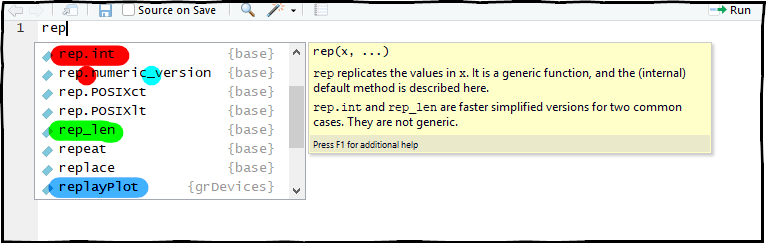 Source on Save
Run
1 rep
rep.int {base}
rep.numeric_version {base}
rep.POSIXct {base}
rep.POSIXlt {base}
rep_len {base}
repeat {base}
replace {base}
replayPlot {grDevices}
rep(x, ...)
rep replicates the values in x. It is a generic function, and the (internal)
default method is described here.
rep.int and rep_len are faster simplified versions for two common
cases. They are not generic.
Press F1 for additional help